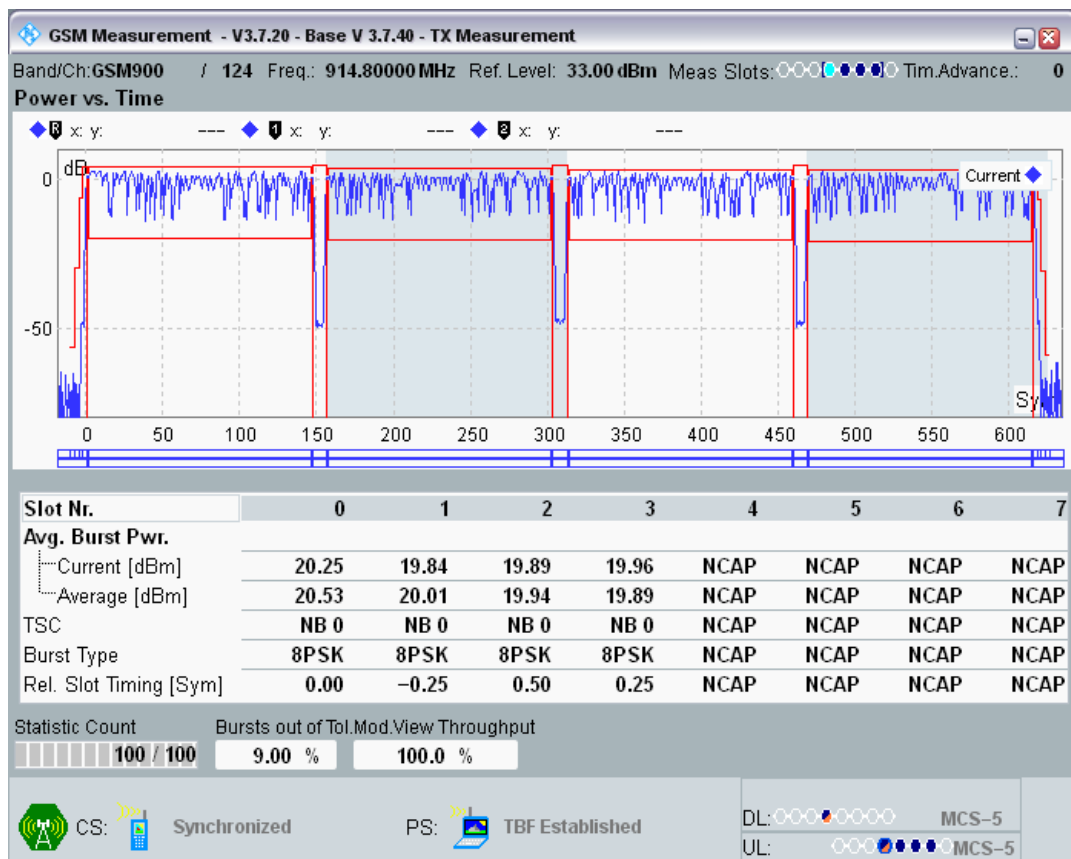 GSM Measurement - V3.7.20 - Base V 3.7.40 - TX Measurement
Band/Ch:GSM900 / 124 Freq.: 914.80000 MHz Ref. Level: 33.00 dBm Meas Slots: Tim.Advance.: 0
Power vs. Time
R x: y: --- 1 x: y: --- 2 x: y: ---
dB
0
Current
-50
0 50 100 150 200 250 300 350 400 450 500 550 600
Slot Nr. 0 1 2 3 4 5 6 7
Avg. Burst Pwr.
Current [dBm] 20.25 19.84 19.89 19.96 NCAP NCAP NCAP NCAP
Average [dBm] 20.53 20.01 19.94 19.89 NCAP NCAP NCAP NCAP
TSC NB 0 NB 0 NB 0 NB 0 NCAP NCAP NCAP NCAP
Burst Type 8PSK 8PSK 8PSK 8PSK NCAP NCAP NCAP NCAP
Rel. Slot Timing [Sym] 0.00 −0.25 0.50 0.25 NCAP NCAP NCAP NCAP
Statistic Count Bursts out of Tol.Mod.View Throughput
100 / 100 9.00 % 100.0 %
CS: Synchronized PS: TBF Established
DL: MCS−5
UL: MCS−5